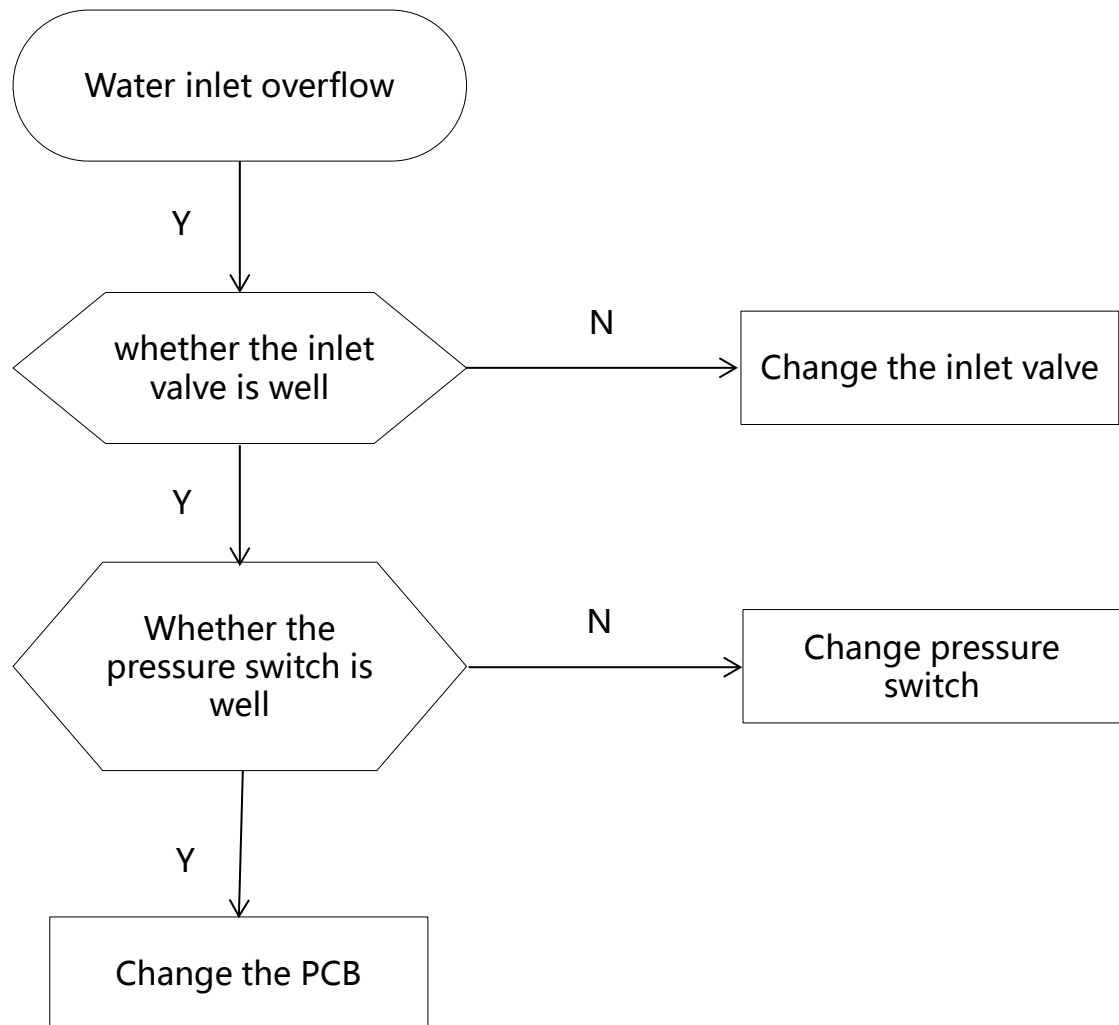 Water inlet overflow
Y
whether the inlet
valve is well
N
Change the inlet valve
Y
Whether the
pressure switch is
well
N
Change pressure
switch
Y
Change the PCB